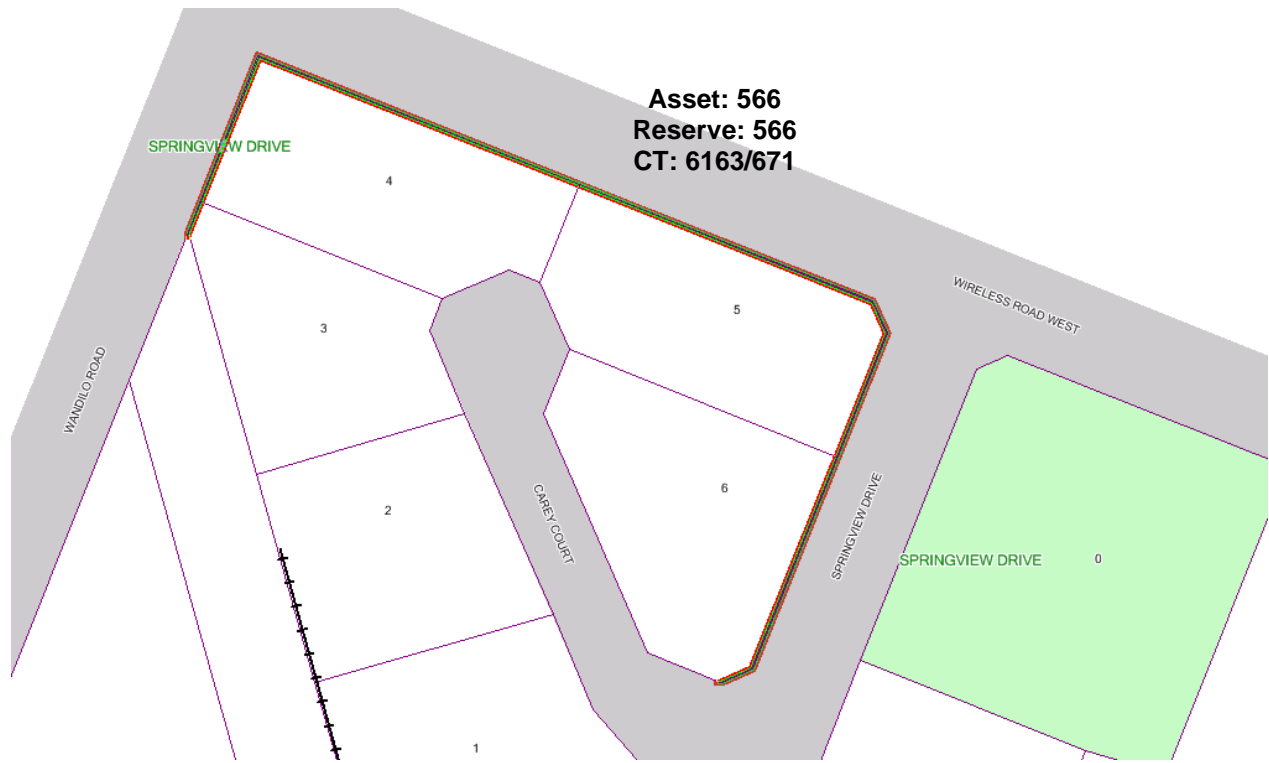 Asset: 566
Reserve: 566
CT: 6163/671
SPRINGVIEW DRIVE
4
WIRELESS ROAD WEST
5
3
WANDILO ROAD
6
2
CAREY COURT
SPRINGVIEW DRIVE
SPRINGVIEW DRIVE
0
1